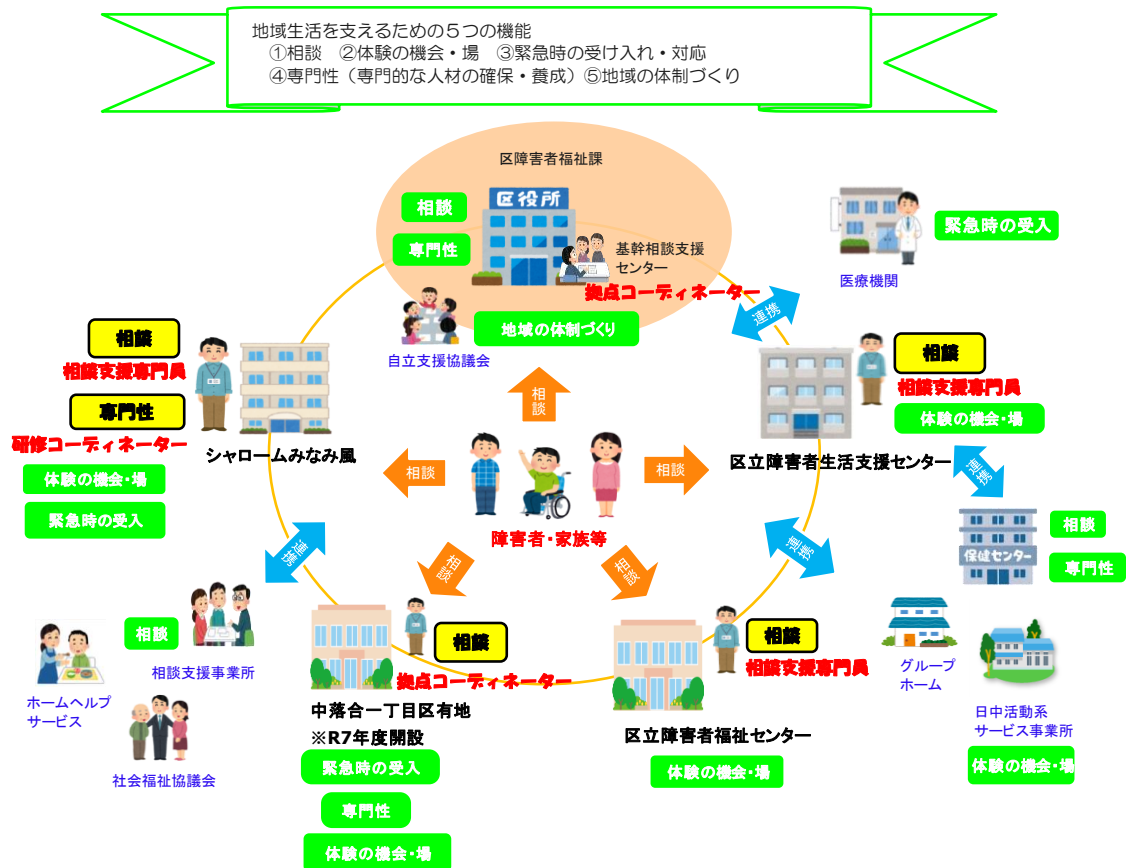 地域生活を支えるための５つの機能
①相談　②体験の機会・場　③緊急時の受け入れ・対応
④専門性（専門的な人材の確保・養成）⑤地域の体制づくり
区障害者福祉課
区役所
相談
専門性
基幹相談支援
センター
拠点コーディネーター
自立支援協議会
地域の体制づくり
緊急時の受入
医療機関
連携
相談
相談支援専門員
専門性
研修コーディネーター
体験の機会・場
緊急時の受入
シャロームみなみ風
相談
相談支援専門員
体験の機会・場
区立障害者生活支援センター
相談
相談
相談
相談
相談
障害者・家族等
連携
連携
連携
保健センター
相談
専門性
相談
相談支援事業所
ホームヘルプ
サービス
社会福祉協議会
相談
拠点コーディネーター
中落合一丁目区有地
※R7年度開設
緊急時の受入
専門性
体験の機会・場
相談
相談支援専門員
区立障害者福祉センター
体験の機会・場
グループ
ホーム
日中活動系
サービス事業所
体験の機会・場